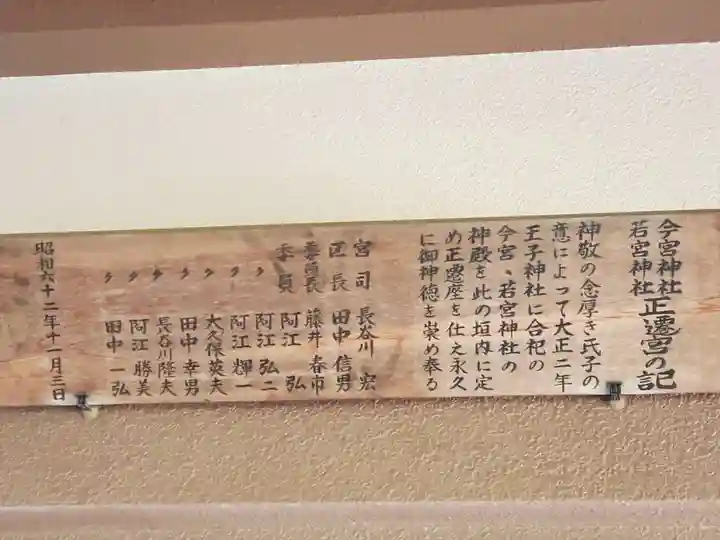 今宮神社
若宮神社
正遷宮の記
神敬の念厚き氏子の
意によって大正二年
王子神社に合祀の
今宮、若宮神社の
神殿を此の垣内に定
め正遷座を仕え永久
に御神徳を崇め奉る
宮司 長谷川 宏
区長 田中信男
委員長 藤井春市
委員 阿江 弘
〃 阿江弘二
〃 阿江輝一
〃 大久保英夫
〃 田中幸男
〃 長谷川隆夫
〃 阿江勝美
〃 田中一弘
昭和六十二年十一月三日